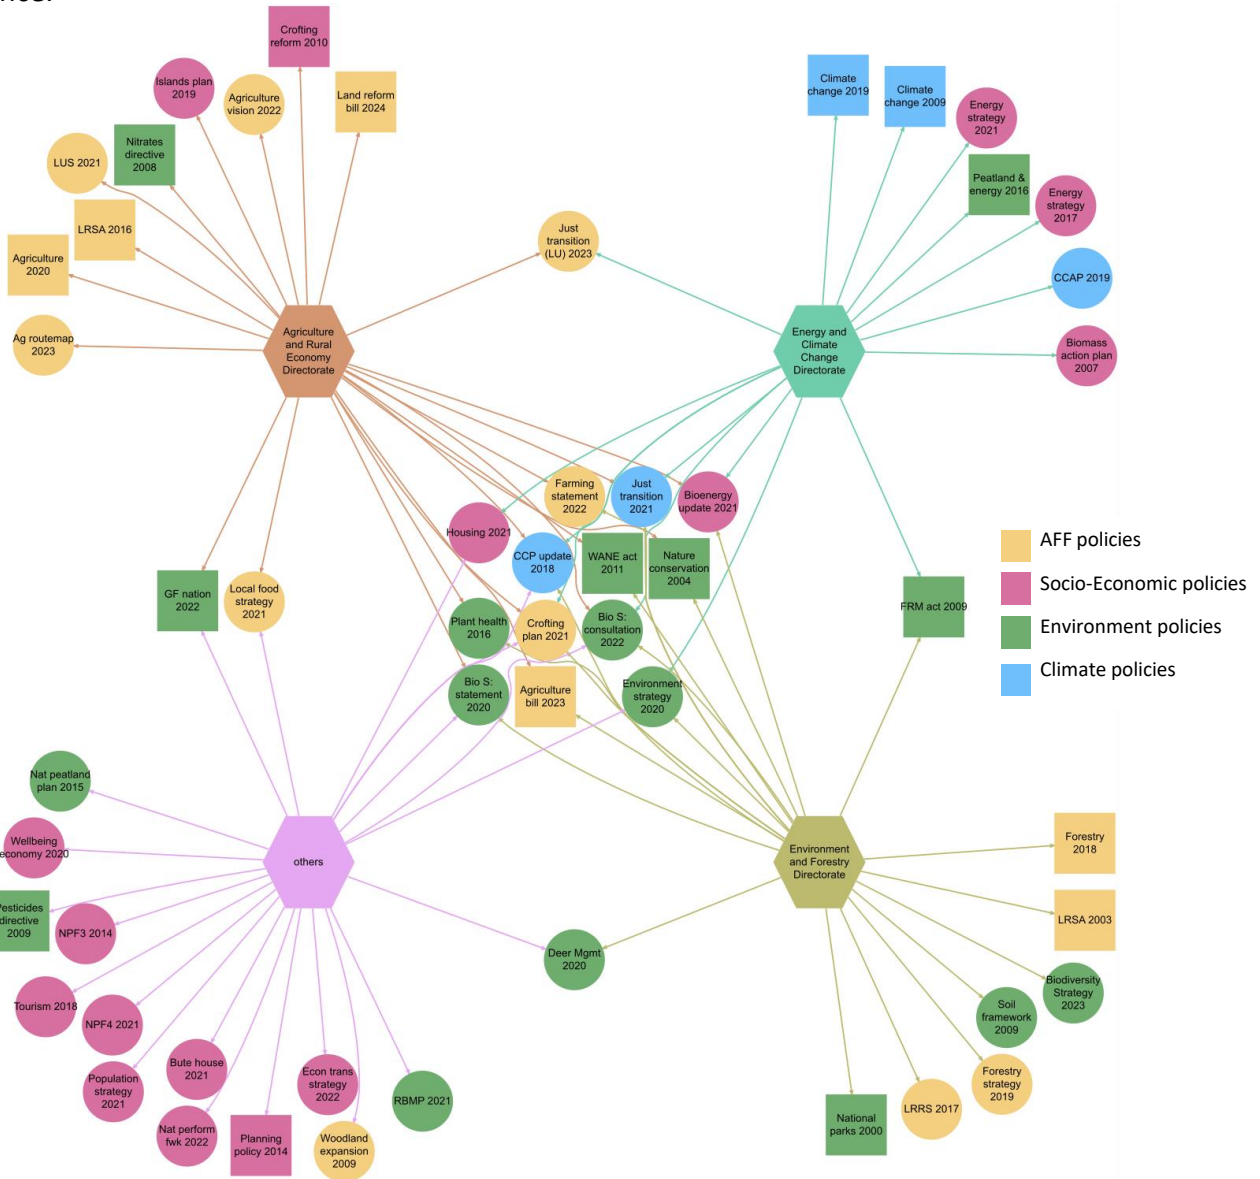 Crofting
reform 2010
Islands plan
2019
Agriculture
vision 2022
Land reform
bill 2024
Nitrates
directive
2008
LUS 2021
LRSA 2016
Agriculture
2020
Ag routemap
2023
Just
transition
(LU) 2023
Climate
change 2019
Climate
change 2009
Energy
strategy
2021
Peatland &
energy 2016
Energy
strategy
2017
CCAP 2019
Biomass
action plan
2007
Agriculture
and Rural
Economy
Directorate
Energy and
Climate
Change
Directorate
Farming
statement
2022
Just
transition
2021
Bioenergy
update 2021
Housing 2021
CCP update
2018
WANE act
2011
Nature
conservation
2004
GF nation
2022
Local food
strategy
2021
Plant health
2016
Crofting
plan 2021
Bio S:
consultation
2022
FRM act 2009
Bio S:
statement
2020
Agriculture
bill 2023
Environment
strategy
2020
AFF policies
Socio-Economic policies
Environment policies
Climate policies
Nat peatland
plan 2015
Wellbeing
economy 2020
others
Environment
and Forestry
Directorate
Forestry
2018
Pesticides
directive
2009
NPF3 2014
LRSA 2003
Deer Mgmt
2020
Tourism 2018
NPF4 2021
Biodiversity
Strategy
2023
Soil
framework
2009
Population
strategy
2021
Bute house
2021
Econ trans
strategy
2022
RBMP 2021
Forestry
strategy
2019
LRRS 2017
National
parks 2000
Nat perform
fwk 2022
Planning
policy 2014
Woodland
expansion
2009